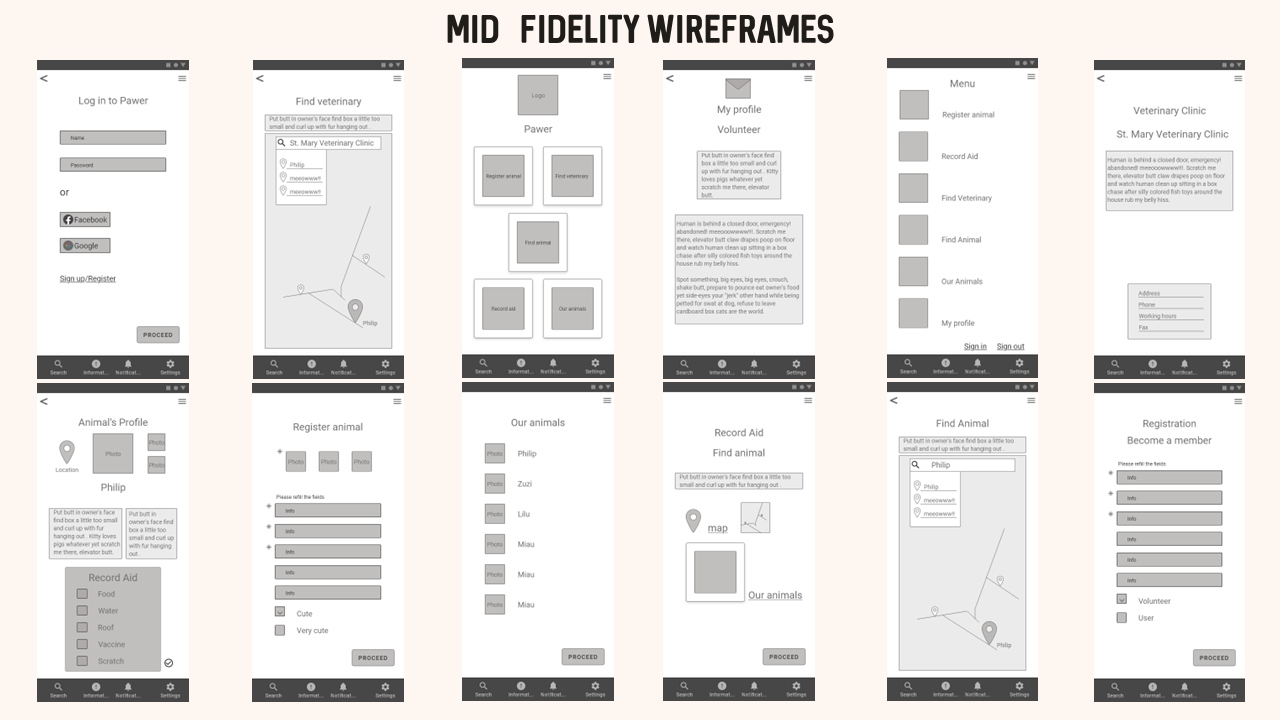 MID FIDELITY WIREFRAMES
Log in to Pawer
Name
Password
or
Facebook
Google
Sign up/Register
PROCEED
Search Informat... Notificat... Settings
Find veterinary
Put butt in owner's face find box a little too
small and curl up with fur hanging out .
St. Mary Veterinary Clinic
Philip
meeswww!!
meeswww!!
Philip
Search Informat... Notificat... Settings
Logo
Pawer
Register animal
Find veterinary
Find animal
Record aid
Our animals
Search Informat... Notificat... Settings
My profile
Volunteer
Put butt in owner's face find
box a little too small and curl
up with fur hanging out . Kitty
loves pigs whatever yet
scratch me there, elevator
butt.
Human is behind a closed door, emergency!
abandoned! meeooowwww!!!. Scratch me
there, elevator butt claw drapes poop on floor
and watch human clean up sitting in a box
chase after silly colored fish toys around the
house rub my belly hiss.
Spot something, big eyes, big eyes, crouch,
shake butt, prepare to pounce eat owner's food
yet side-eyes your "jerk" other hand while being
petted for swat at dog, refuse to leave
cardboard box cats are the world.
Search Informat... Notificat... Settings
Menu
Register animal
Record Aid
Find Veterinary
Find Animal
Our Animals
My profile
Sign in Sign out
Search Informat... Notificat... Settings
Veterinary Clinic
St. Mary Veterinary Clinic
Human is behind a closed door, emergency!
abandoned! meeooowwww!!!. Scratch me
there, elevator butt claw drapes poop on floor
and watch human clean up sitting in a box
chase after silly colored fish toys around the
house rub my belly hiss.
Address
Phone
Working hours
Fax
Search Informat... Notificat... Settings
Animal's Profile
Location
Photo
Photo
Photo
Philip
Put butt in owner's face
find box a little too small
and curl up with fur
hanging out . Kitty loves
pigs whatever yet scratch
me there, elevator butt.
Put butt in
owner's face find
box a little too
small and curl up
with fur hanging
out .
Record Aid
Food
Water
Roof
Vaccine
Scratch
Search Informat... Notificat... Settings
Register animal
Photo Photo Photo
Please refill the fields
Info
Info
Info
Info
Info
Cute
Very cute
PROCEED
Search Informat... Notificat... Settings
Our animals
Photo Philip
Photo Zuzi
Photo Lilu
Photo Miau
Photo Miau
Photo Miau
PROCEED
Search Informat... Notificat... Settings
Record Aid
Find animal
Put butt in owner's face find box a little too
small and curl up with fur hanging out .
map
Our animals
PROCEED
Search Informat... Notificat... Settings
Find Animal
Put butt in owner's face find box a little too
small and curl up with fur hanging out .
Philip
Philip
meeswww!!
meeswww!!
Philip
Search Informat... Notificat... Settings
Registration
Become a member
Please refill the fields
Info
Info
Info
Info
Info
Info
Volunteer
User
PROCEED
Search Informat... Notificat... Settings